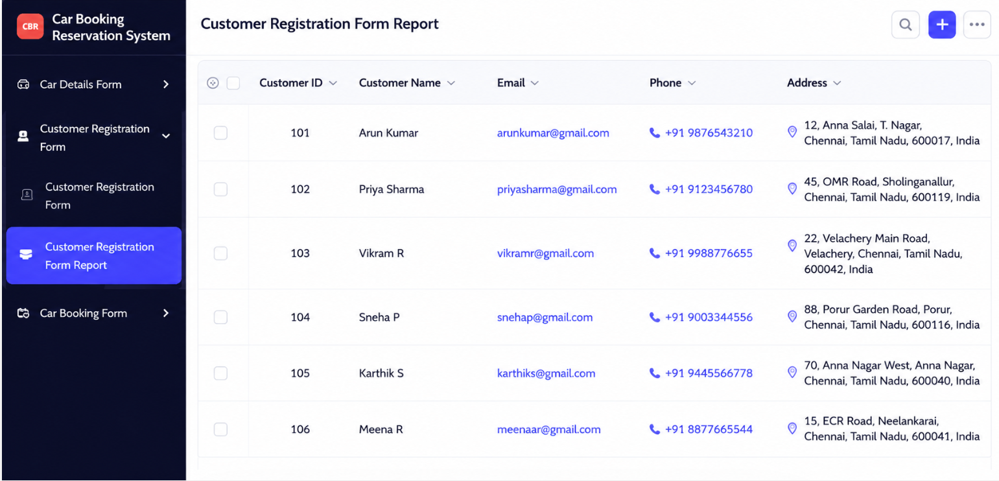 CBR
Car Booking
Reservation System
Car Details Form
Customer Registration
Form
Customer Registration
Form
Customer Registration
Form Report
Car Booking Form
Customer Registration Form Report
Customer ID Customer Name Email Phone Address
101 Arun Kumar arunkumar@gmail.com +91 9876543210 12, Anna Salai, T. Nagar,
Chennai, Tamil Nadu, 600017, India
102 Priya Sharma priyasharma@gmail.com +91 9123456780 45, OMR Road, Sholinganallur,
Chennai, Tamil Nadu, 600119, India
103 Vikram R vikramr@gmail.com +91 9988776655 22, Velachery Main Road,
Velachery, Chennai, Tamil Nadu,
600042, India
104 Sneha P snehap@gmail.com +91 9003344556 88, Porur Garden Road, Porur,
Chennai, Tamil Nadu, 600116, India
105 Karthik S karthiks@gmail.com +91 9445566778 70, Anna Nagar West, Anna Nagar,
Chennai, Tamil Nadu, 600040, India
106 Meena R meenaar@gmail.com +91 8877665544 15, ECR Road, Neelankarai,
Chennai, Tamil Nadu, 600041, India